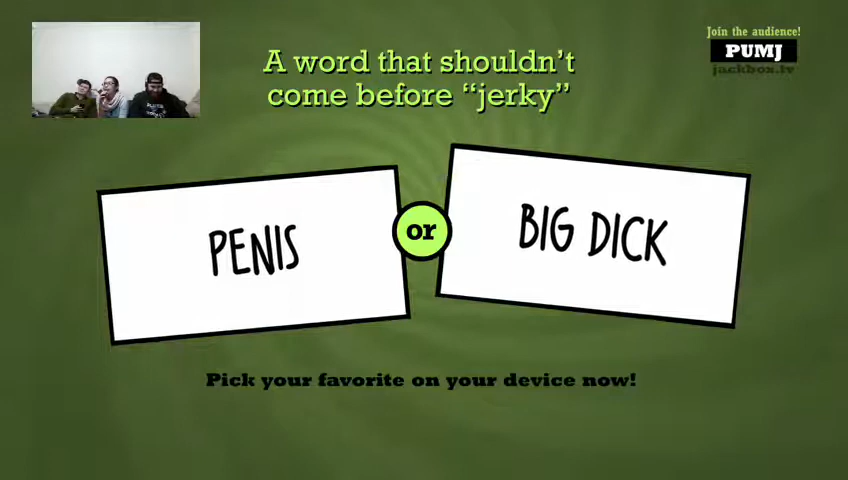 Join the audience!
PUMJ
jackbox.tv
A word that shouldn't
come before "jerky"
PENIS
or
BIG DICK
Pick your favorite on your device now!